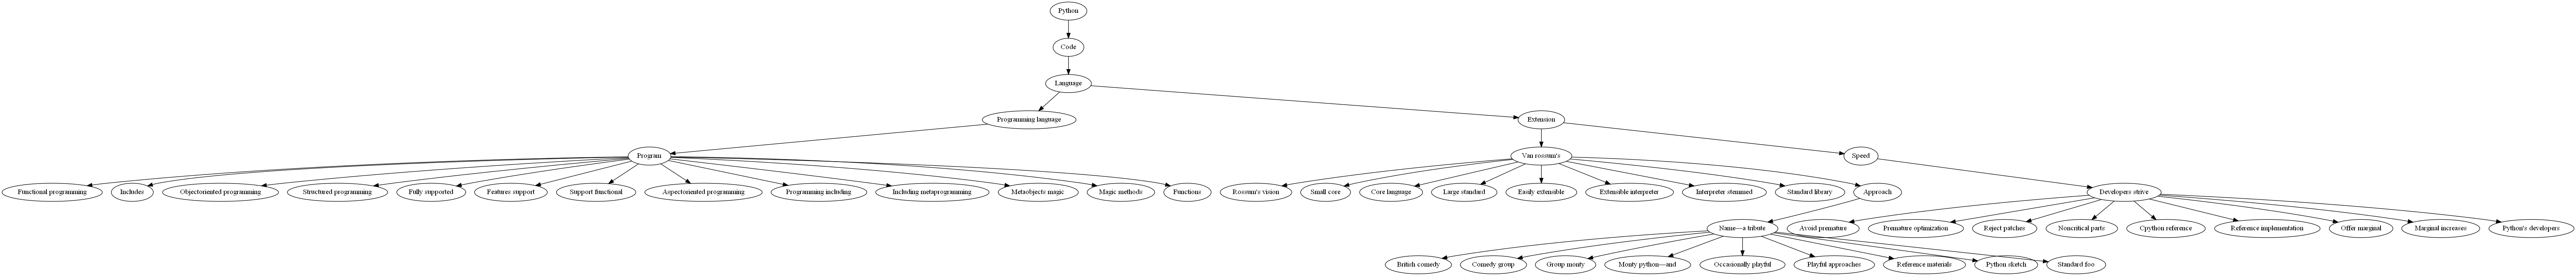 Python
Code
Language
Programming language
Extension
Program
Van rossum's
Speed
Functional programming
Includes
Objectoriented programming
Structured programming
Fully supported
Features support
Support functional
Aspectoriented programming
Programming including
Including metaprogramming
Metaobjects magic
Magic methods
Functions
Rossum's vision
Small core
Core language
Large standard
Easily extensible
Extensible interpreter
Interpreter stemmed
Standard library
Approach
Developers strive
Name—a tribute
Avoid premature
Premature optimization
Reject patches
Noncritical parts
Cpython reference
Reference implementation
Offer marginal
Marginal increases
Python's developers
British comedy
Comedy group
Group monty
Monty python—and
Occasionally playful
Playful approaches
Reference materials
Python sketch
Standard foo